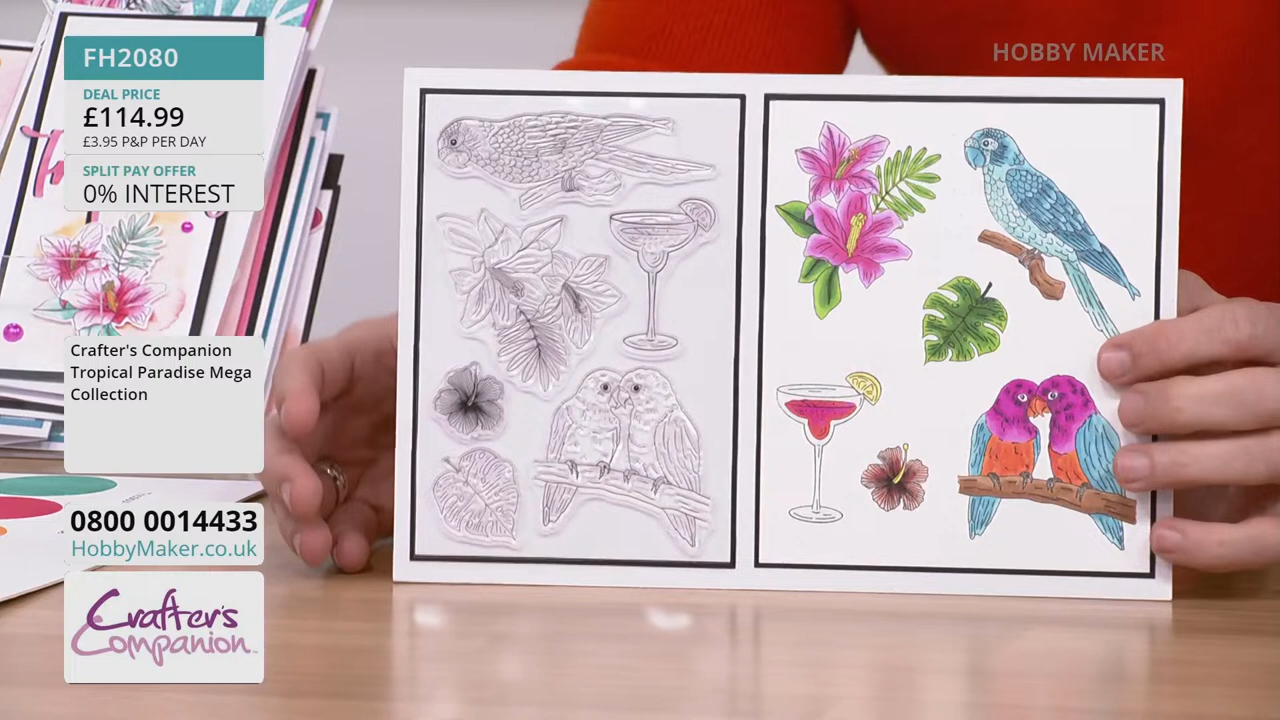 HOBBY MAKER
FH2080
DEAL PRICE
£114.99
£3.95 P&P PER DAY
SPLIT PAY OFFER
0% INTEREST
Crafter's Companion
Tropical Paradise Mega
Collection
0800 0014433
HobbyMaker.co.uk
Crafter's
Companion